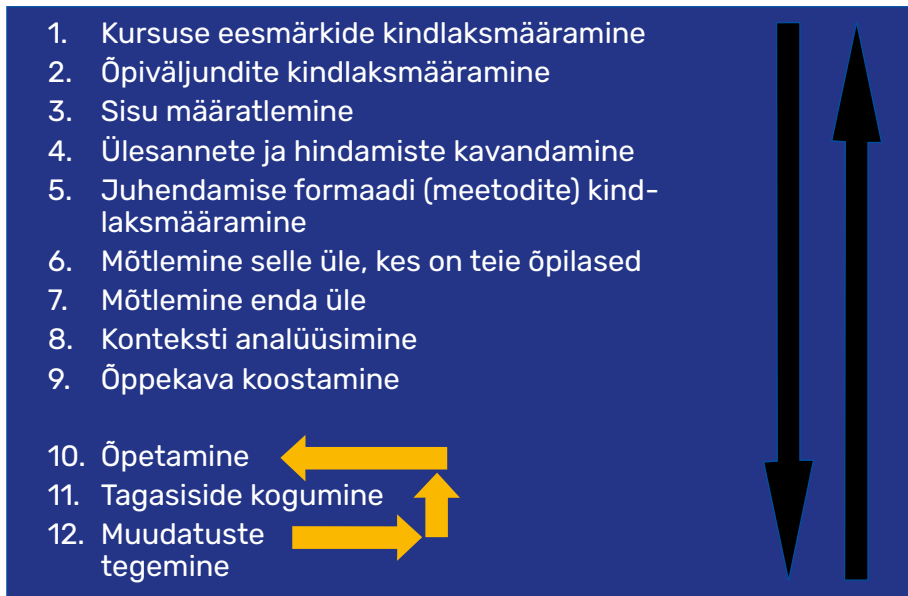 1. Kursuse eesmärkide kindlaksmääramine
2. Õpiväljundite kindlaksmääramine
3. Sisu määratlemine
4. Ülesannete ja hindamiste kavandamine
5. Juhendamise formaadi (meetodite) kind-
laksmääramine
6. Mõtlemine selle üle, kes on teie õpilased
7. Mõtlemine enda üle
8. Konteksti analüüsimine
9. Õppekava koostamine
10. Õpetamine
11. Tagasiside kogumine
12. Muudatuste
tegemine